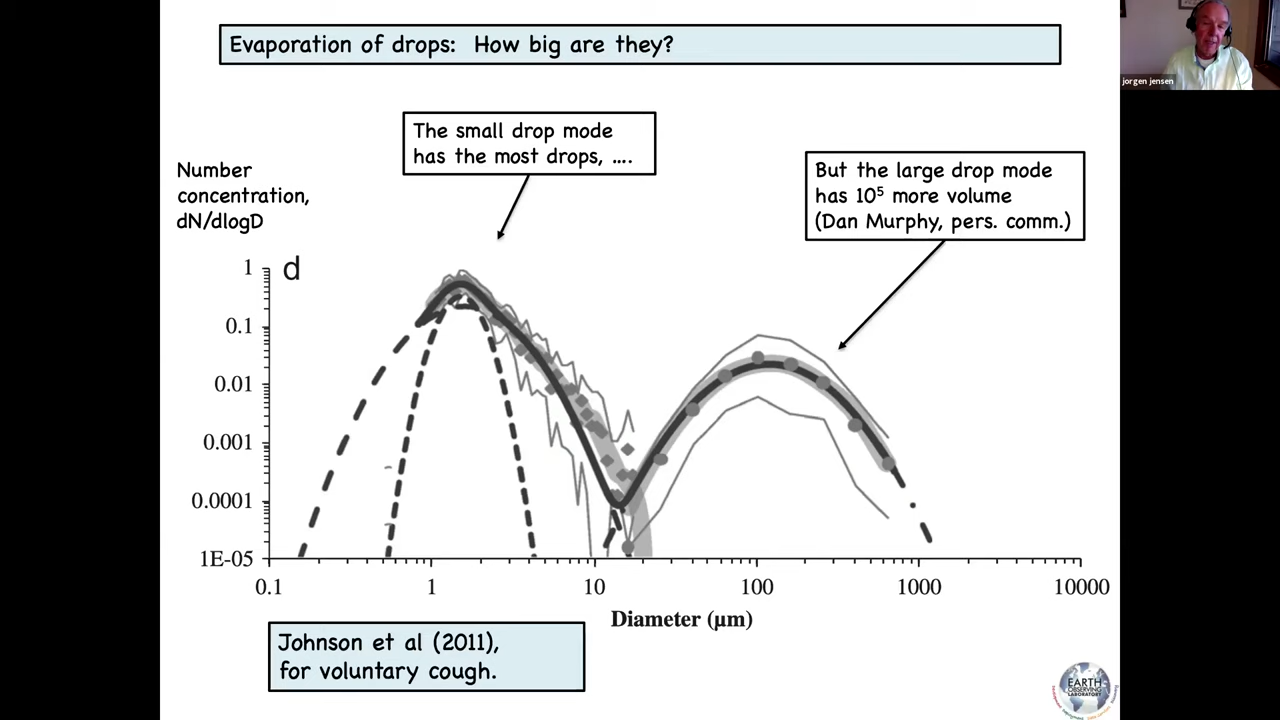 Evaporation of drops: How big are they?
jorgen jensen
The small drop mode
has the most drops, ....
But the large drop mode
has 10⁵ more volume
(Dan Murphy, pers. comm.)
Number
concentration,
dN/dlogD
d
1
0.1
0.01
0.001
0.0001
1E-05
0.1
1
10
100
1000
10000
Diameter (µm)
Johnson et al (2011),
for voluntary cough.
EARTH
OBSERVING
LABORATORY